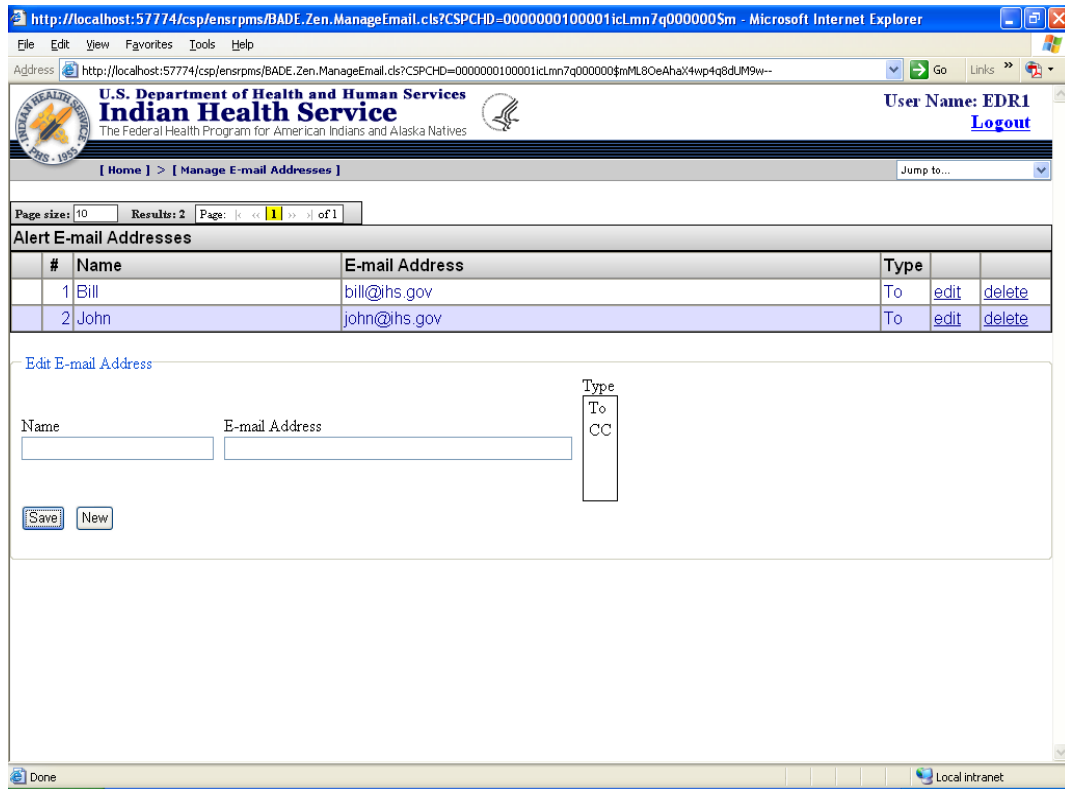 http://localhost:57774/csp/ensrpms/BADE.Zen.ManageEmail.cls?CSPCHD=0000000100001icLmn7q000000$m - Microsoft Internet Explorer
File Edit View Favorites Tools Help
Address http://localhost:57774/csp/ensrpms/BADE.Zen.ManageEmail.cls?CSPCHD=0000000100001icLmn7q000000$mML8OeAhaX4wp4q8dUM9w-- Go Links »
INDIAN HEALTH SERVICE PHS - 1955
U.S. Department of Health and Human Services
Indian Health Service
The Federal Health Program for American Indians and Alaska Natives
User Name: EDR1
Logout
[ Home ] > [ Manage E-mail Addresses ] Jump to...
Page size: 10 Results: 2 Page: |< << 1 >> >| of 1
Alert E-mail Addresses
# Name E-mail Address Type
1 Bill bill@ihs.gov To edit delete
2 John john@ihs.gov To edit delete
Edit E-mail Address
Type
To
Name E-mail Address
CC
Save New
Done Local intranet